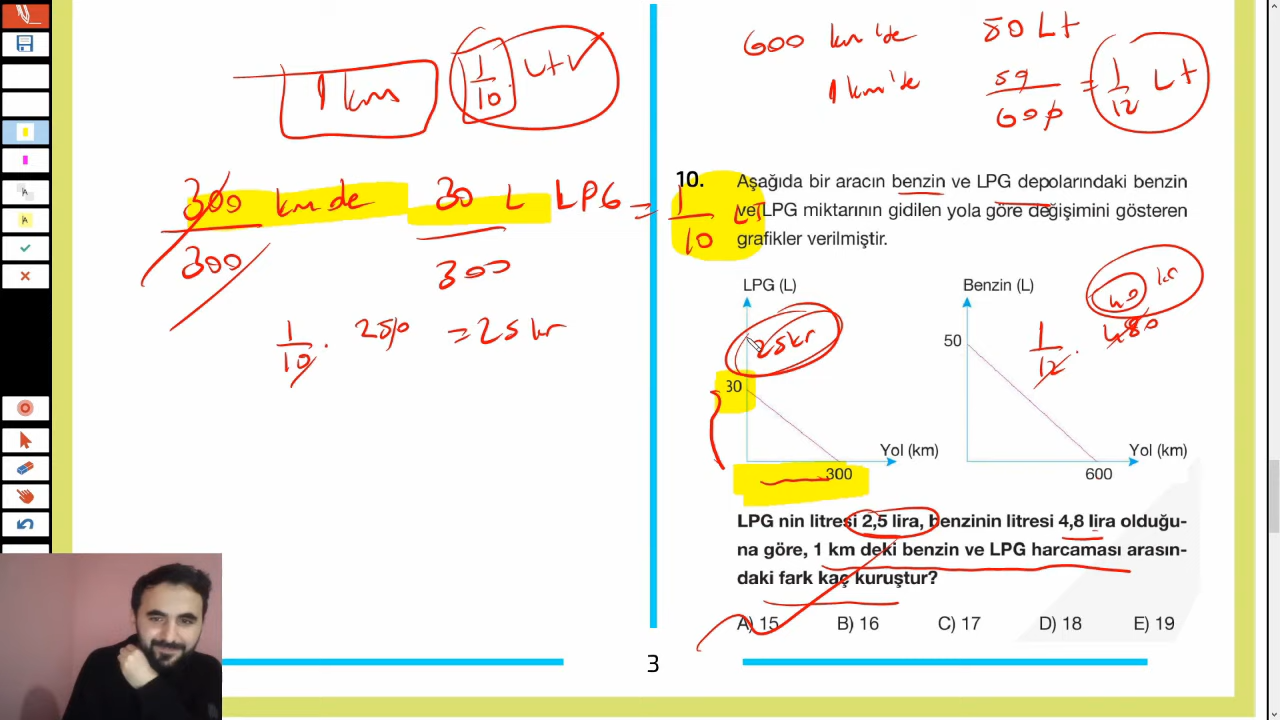 1 km
1/10 Ltv
300 km de 30 L LPG = 1/10 LT
300 300
1/10 . 250 = 25 kr
3
600 km'de 50 Lt
1 km'de 50/600 = 1/12 Lt
10. Aşağıda bir aracın benzin ve LPG depolarındaki benzin
ve LPG miktarının gidilen yola göre değişimini gösteren
grafikler verilmiştir.
LPG (L)
25kr
30
300
Yol (km)
Benzin (L)
40 kr
1/12 . 480
50
600
Yol (km)
LPG nin litresi 2,5 lira, benzinin litresi 4,8 lira olduğu-
na göre, 1 km deki benzin ve LPG harcaması arasın-
daki fark kaç kuruştur?
A) 15 B) 16 C) 17 D) 18 E) 19